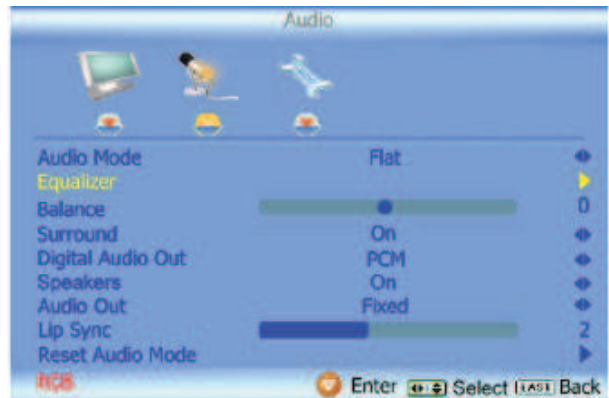 Audio
Audio Mode Flat
Equalizer
Balance 0
Surround On
Digital Audio Out PCM
Speakers On
Audio Out Fixed
Lip Sync 2
Reset Audio Mode
Enter Select LAST Back